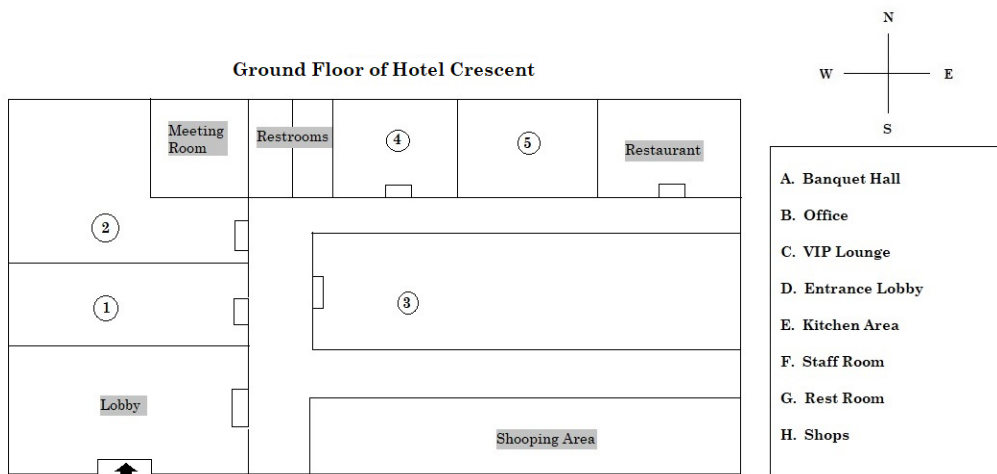 N
W E
S
Ground Floor of Hotel Crescent
Meeting
Room
Restrooms
4
5
Restaurant
2
1
3
Lobby
Shooping Area
A. Banquet Hall
B. Office
C. VIP Lounge
D. Entrance Lobby
E. Kitchen Area
F. Staff Room
G. Rest Room
H. Shops